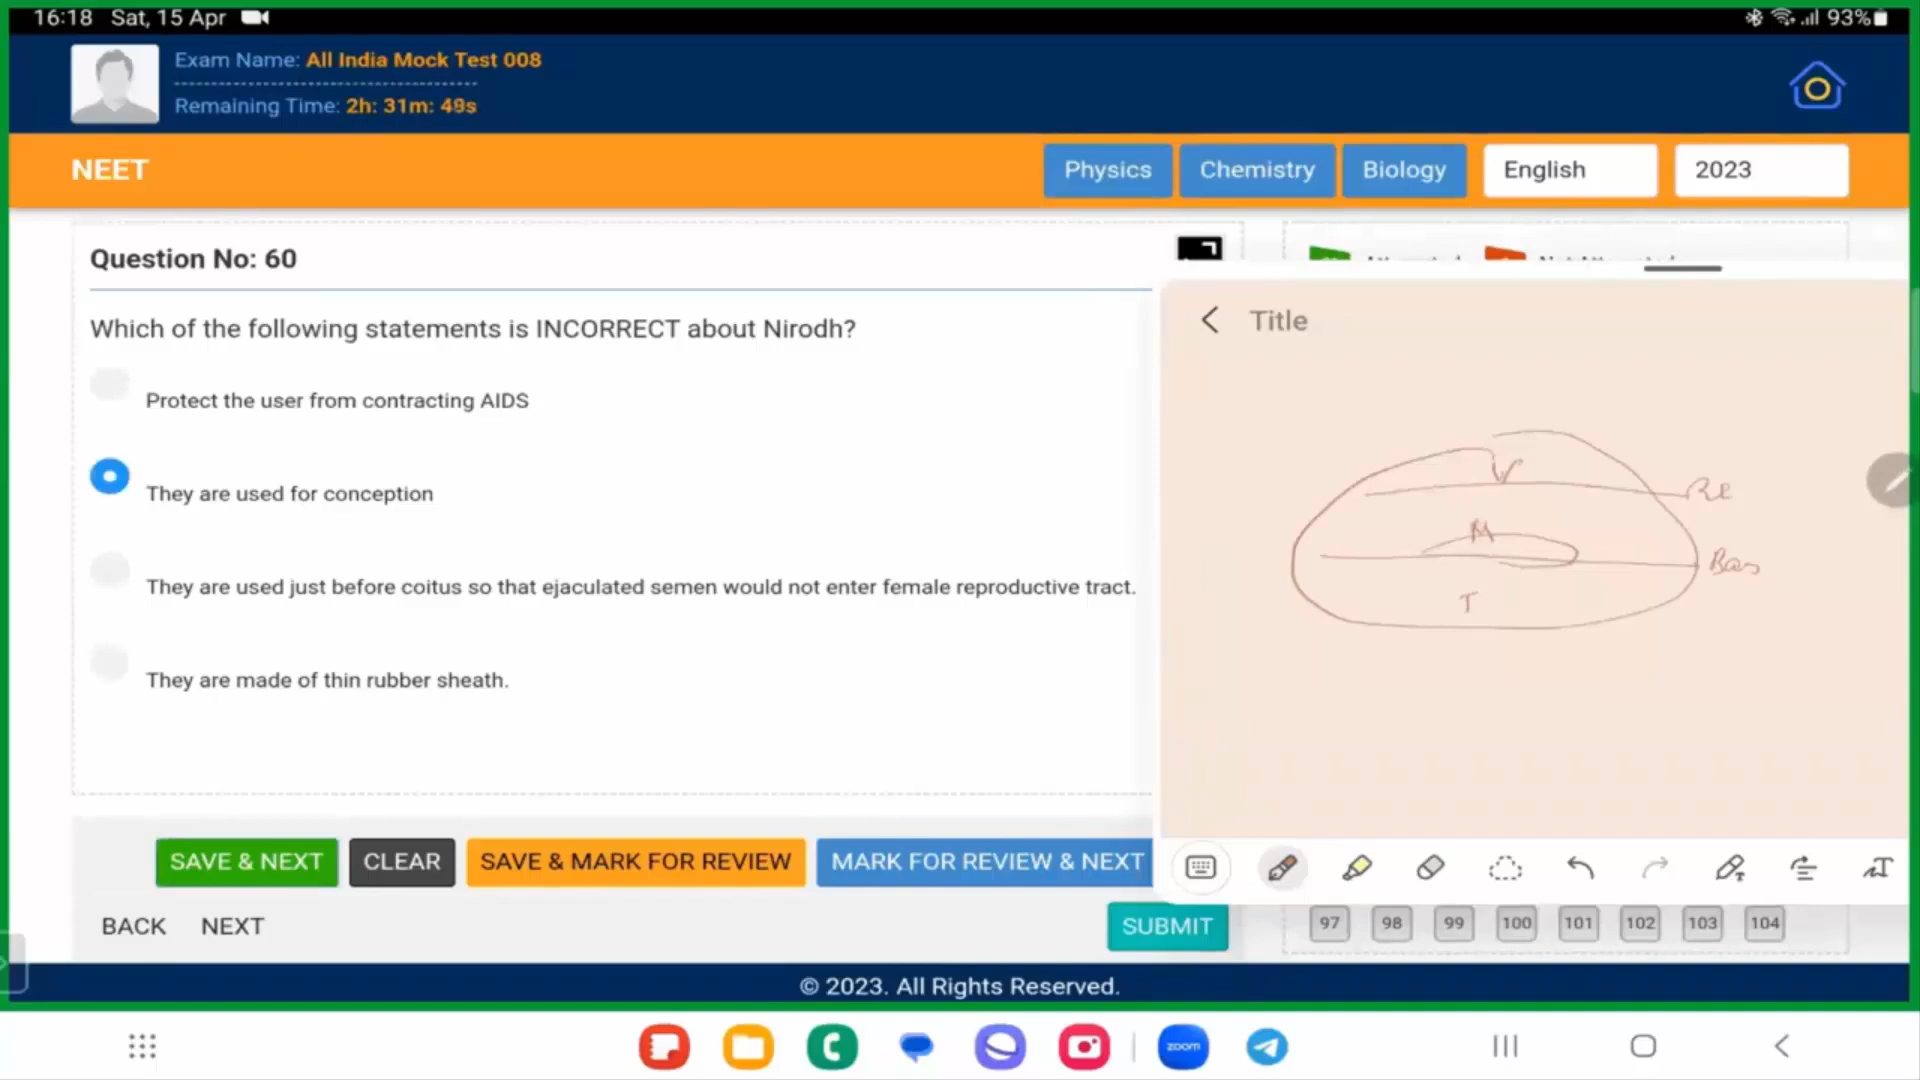 16:18 Sat, 15 Apr
93%
Exam Name: All India Mock Test 008
Remaining Time: 2h: 31m: 49s
NEET
Physics
Chemistry
Biology
English
2023
Question No: 60
Which of the following statements is INCORRECT about Nirodh?
Protect the user from contracting AIDS
They are used for conception
They are used just before coitus so that ejaculated semen would not enter female reproductive tract.
They are made of thin rubber sheath.
Title
V
M
T
SAVE & NEXT
CLEAR
SAVE & MARK FOR REVIEW
MARK FOR REVIEW & NEXT
BACK
NEXT
SUBMIT
97 98 99 100 101 102 103 104
© 2023. All Rights Reserved.
zoom